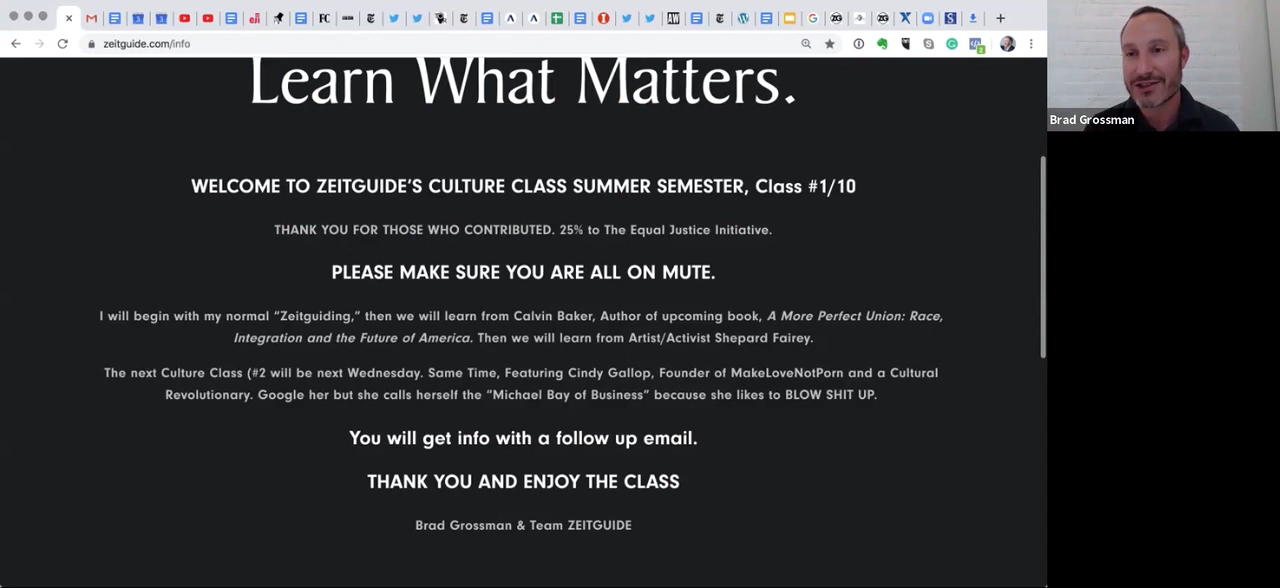 zeitguide.com/info
Learn What Matters.
Brad Grossman
WELCOME TO ZEITGUIDE'S CULTURE CLASS SUMMER SEMESTER, Class #1/10
THANK YOU FOR THOSE WHO CONTRIBUTED. 25% to The Equal Justice Initiative.
PLEASE MAKE SURE YOU ARE ALL ON MUTE.
I will begin with my normal “Zeitguiding,” then we will learn from Calvin Baker, Author of upcoming book, A More Perfect Union: Race,
Integration and the Future of America. Then we will learn from Artist/Activist Shepard Fairey.
The next Culture Class (#2 will be next Wednesday. Same Time, Featuring Cindy Gallop, Founder of MakeLoveNotPorn and a Cultural
Revolutionary. Google her but she calls herself the “Michael Bay of Business” because she likes to BLOW SHIT UP.
You will get info with a follow up email.
THANK YOU AND ENJOY THE CLASS
Brad Grossman & Team ZEITGUIDE